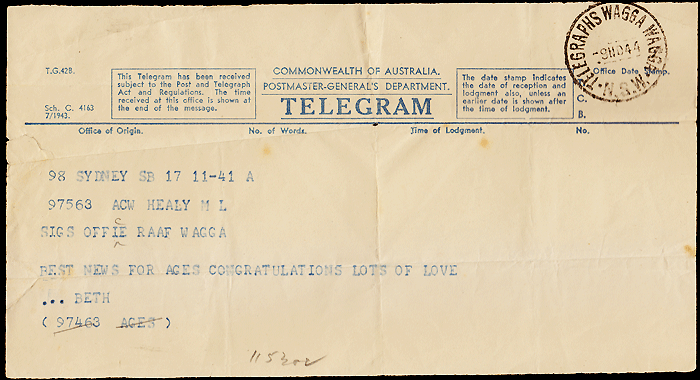 T.G.42B.
Sch. C. 4163
7/1943.
This Telegram has been received
subject to the Post and Telegraph
Act and Regulations. The time
received at this office is shown at
the end of the message.
COMMONWEALTH OF AUSTRALIA.
POSTMASTER-GENERAL'S DEPARTMENT.
TELEGRAM
The date stamp indicates
the date of reception and
lodgment also, unless an
earlier date is shown after
the time of lodgment.
TELEGRAPHS WAGGA WAGGA
N.S.W.
Office Date Stamp.
C.
B.
Office of Origin. No. of Words. Time of Lodgment. No.
98 SYDNEY SB 17 11-41 A
97563 ACW HEALY M L
C
SIGS OFFIE RAAF WAGGA
BEST NEWS FOR AGES CONGRATULATIONS LOTS OF LOVE
... BETH
( 97463 AGES )